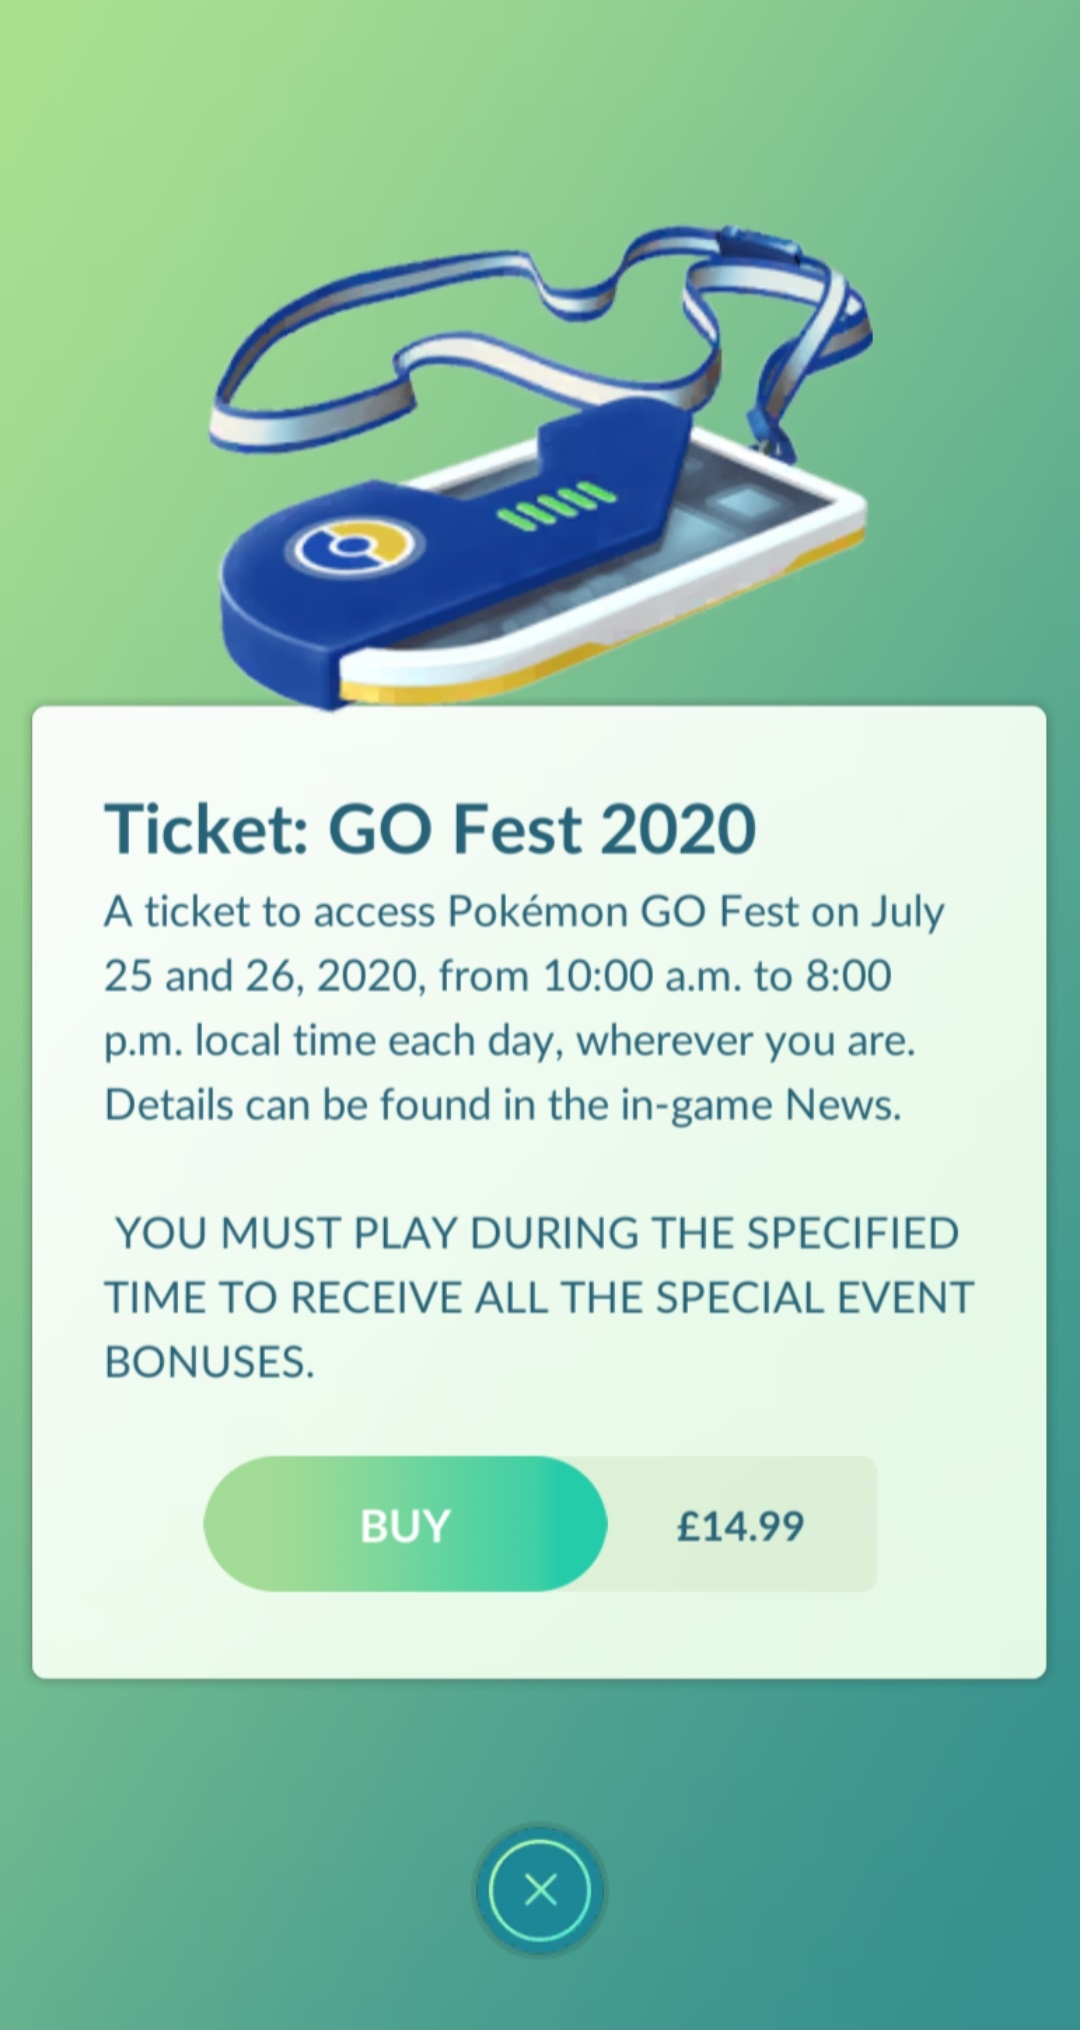 Ticket: GO Fest 2020
A ticket to access Pokémon GO Fest on July
25 and 26, 2020, from 10:00 a.m. to 8:00
p.m. local time each day, wherever you are.
Details can be found in the in-game News.
YOU MUST PLAY DURING THE SPECIFIED
TIME TO RECEIVE ALL THE SPECIAL EVENT
BONUSES.
BUY £14.99